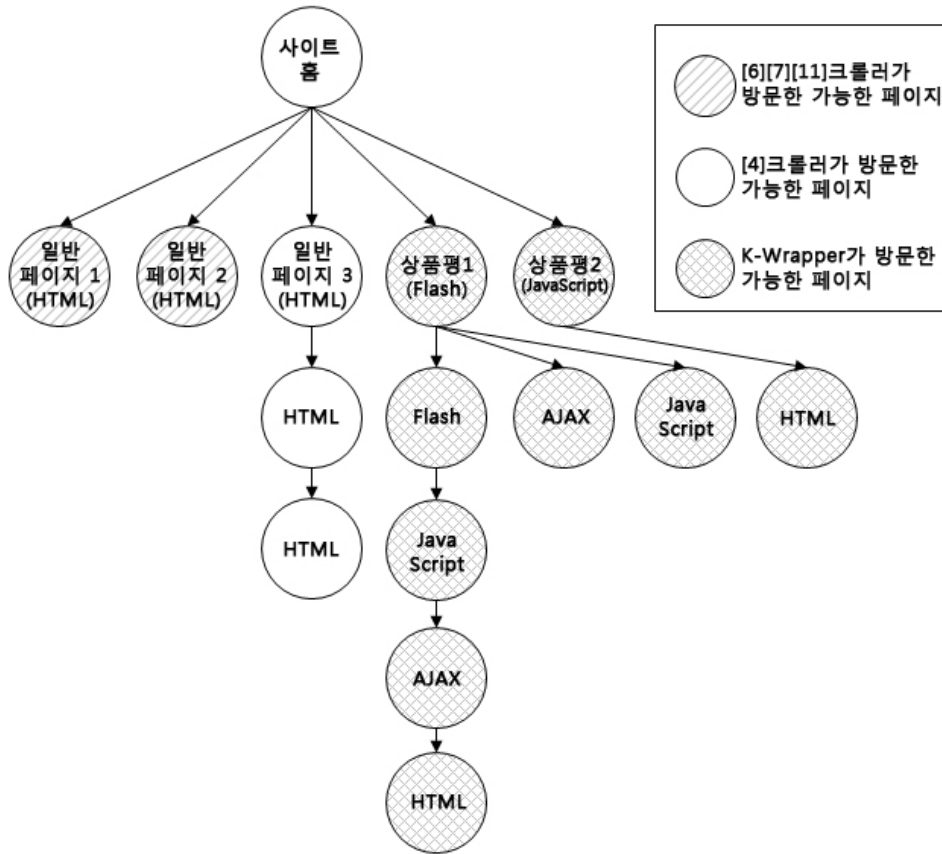 사이트
홈
[6][7][11]크롤러가
방문한 가능한 페이지
[4]크롤러가 방문한
가능한 페이지
K-Wrapper가 방문한
가능한 페이지
일반
페이지 1
(HTML)
일반
페이지 2
(HTML)
일반
페이지 3
(HTML)
상품평1
(Flash)
상품평2
(JavaScript)
HTML
Flash
AJAX
Java
Script
HTML
HTML
Java
Script
AJAX
HTML